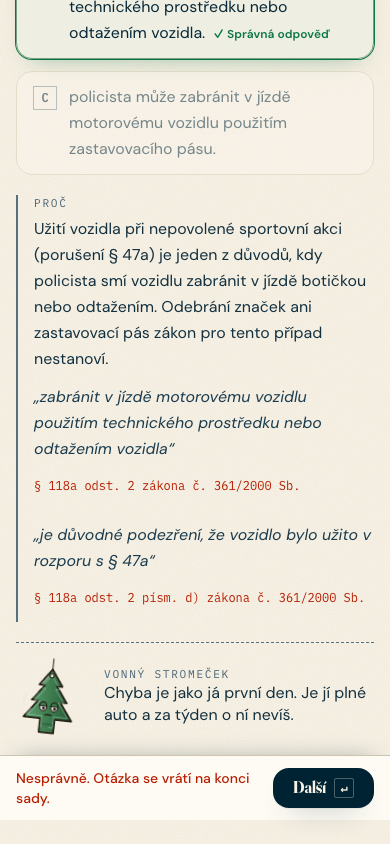 technického prostředku nebo
odtažením vozidla. ✓ Správná odpověď
C policista může zabránit v jízdě
motorovému vozidlu použitím
zastavovacího pásu.
PROČ
Užití vozidla při nepovolené sportovní akci
(porušení § 47a) je jeden z důvodů, kdy
policista smí vozidlu zabránit v jízdě botičkou
nebo odtažením. Odebrání značek ani
zastavovací pás zákon pro tento případ
nestanoví.
„zabránit v jízdě motorovému vozidlu
použitím technického prostředku nebo
odtažením vozidla“
§ 118a odst. 2 zákona č. 361/2000 Sb.
„je důvodné podezření, že vozidlo bylo užito v
rozporu s § 47a“
§ 118a odst. 2 písm. d) zákona č. 361/2000 Sb.
VONNÝ STROMEČEK
Chyba je jako já první den. Je jí plné
auto a za týden o ní nevíš.
Nesprávně. Otázka se vrátí na konci
sady.
Další ↵